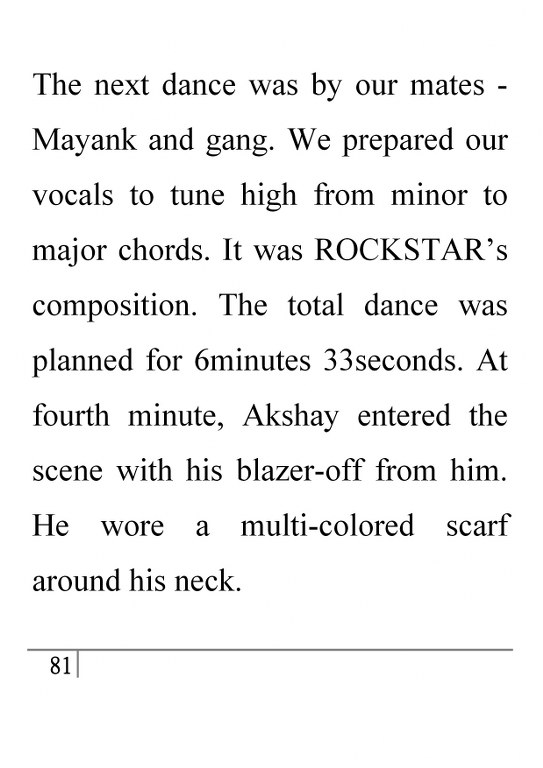 The next dance was by our mates -
Mayank and gang. We prepared our
vocals to tune high from minor to
major chords. It was ROCKSTAR’s
composition. The total dance was
planned for 6minutes 33seconds. At
fourth minute, Akshay entered the
scene with his blazer-off from him.
He wore a multi-colored scarf
around his neck.
81